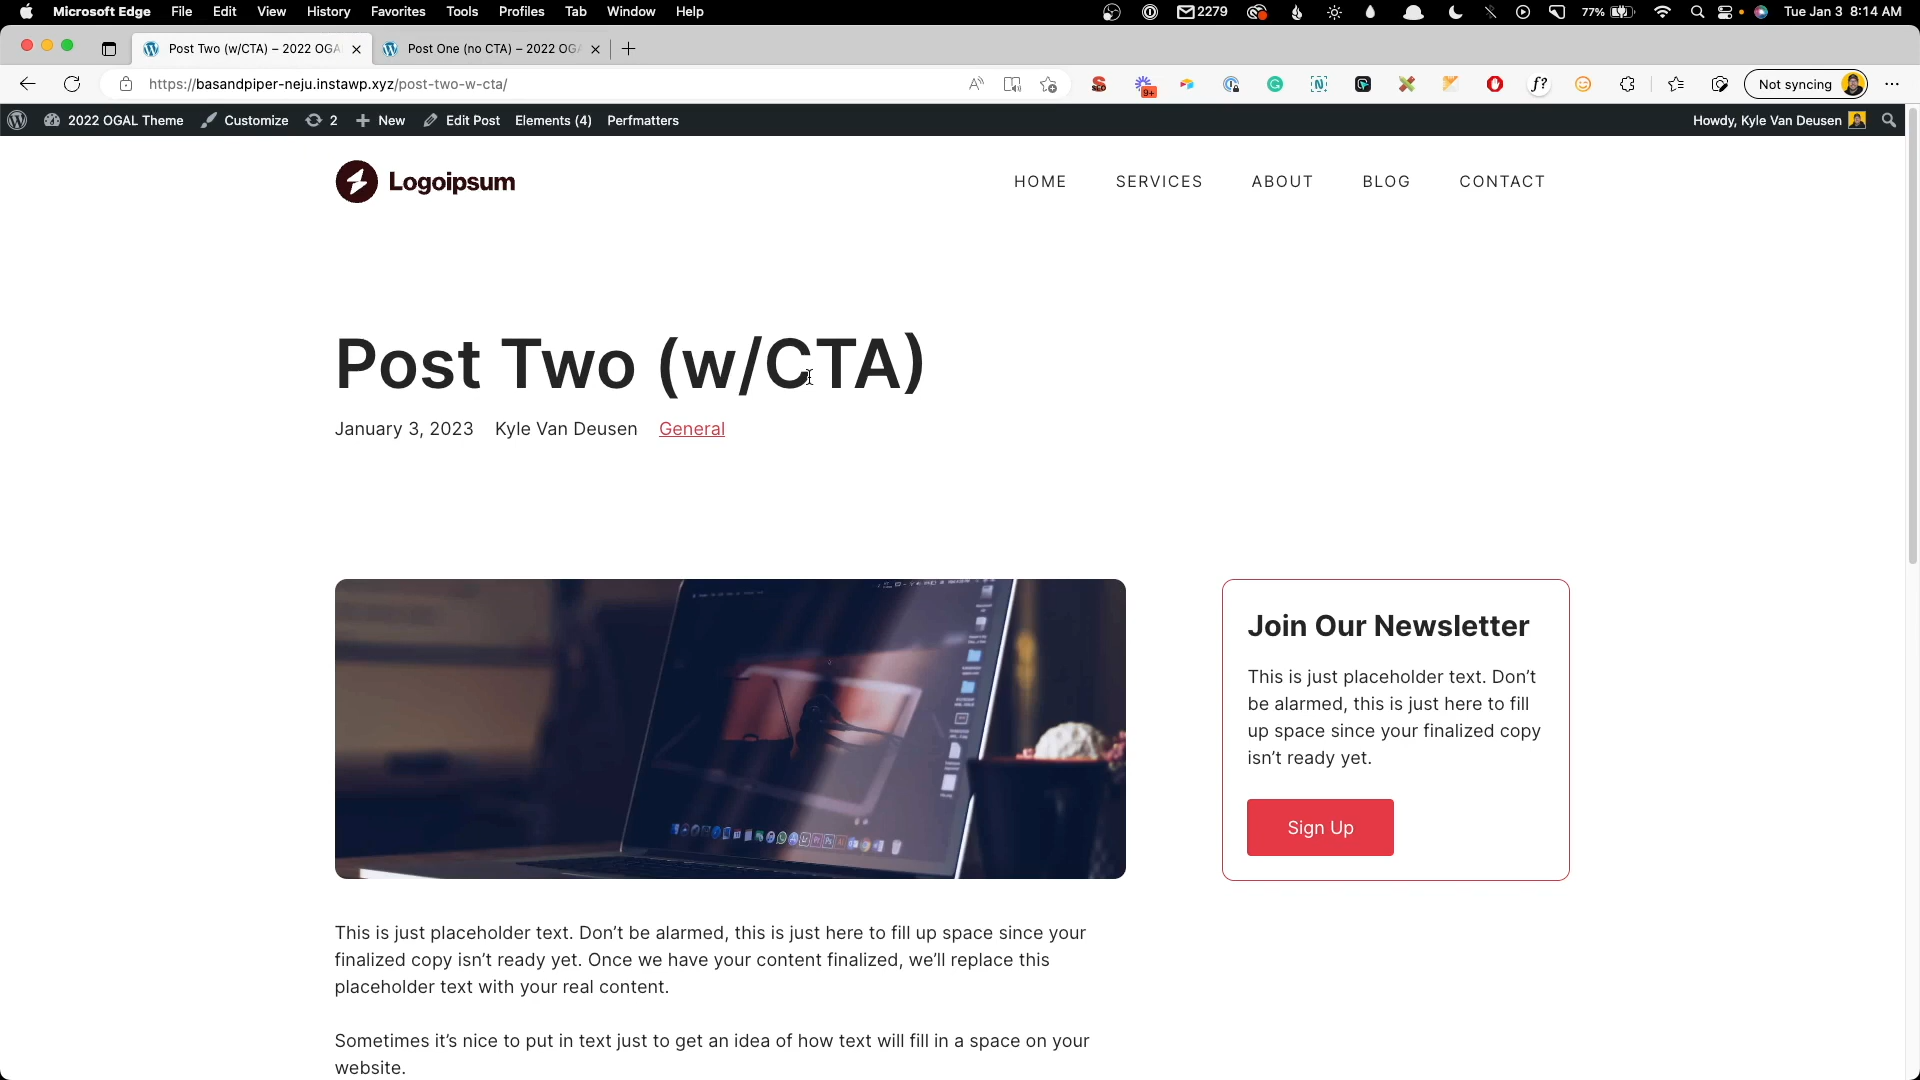 Microsoft Edge File Edit View History Favorites Tools Profiles Tab Window Help 2279 77% Tue Jan 3 8:14 AM
Post Two (w/CTA) – 2022 OGA Post One (no CTA) – 2022 OG
https://basandpiper-neju.instawp.xyz/post-two-w-cta/ 9+ Not syncing
2022 OGAL Theme Customize 2 New Edit Post Elements (4) Perfmatters Howdy, Kyle Van Deusen
Logoipsum HOME SERVICES ABOUT BLOG CONTACT
Post Two (w/CTA)
January 3, 2023 Kyle Van Deusen General
Join Our Newsletter
This is just placeholder text. Don’t
be alarmed, this is just here to fill
up space since your finalized copy
isn’t ready yet.
Sign Up
This is just placeholder text. Don’t be alarmed, this is just here to fill up space since your
finalized copy isn’t ready yet. Once we have your content finalized, we’ll replace this
placeholder text with your real content.
Sometimes it’s nice to put in text just to get an idea of how text will fill in a space on your
website.